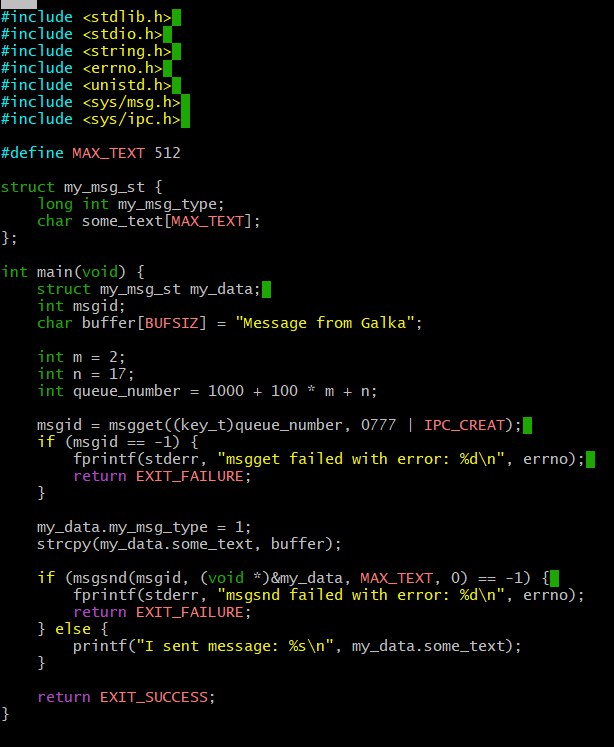 #include <stdlib.h>
#include <stdio.h>
#include <string.h>
#include <errno.h>
#include <unistd.h>
#include <sys/msg.h>
#include <sys/ipc.h>

#define MAX_TEXT 512

struct my_msg_st {
    long int my_msg_type;
    char some_text[MAX_TEXT];
};

int main(void) {
    struct my_msg_st my_data;
    int msgid;
    char buffer[BUFSIZ] = "Message from Galka";

    int m = 2;
    int n = 17;
    int queue_number = 1000 + 100 * m + n;

    msgid = msgget((key_t)queue_number, 0777 | IPC_CREAT);
    if (msgid == -1) {
        fprintf(stderr, "msgget failed with error: %d\n", errno);
        return EXIT_FAILURE;
    }

    my_data.my_msg_type = 1;
    strcpy(my_data.some_text, buffer);

    if (msgsnd(msgid, (void *)&my_data, MAX_TEXT, 0) == -1) {
        fprintf(stderr, "msgsnd failed with error: %d\n", errno);
        return EXIT_FAILURE;
    } else {
        printf("I sent message: %s\n", my_data.some_text);
    }

    return EXIT_SUCCESS;
}